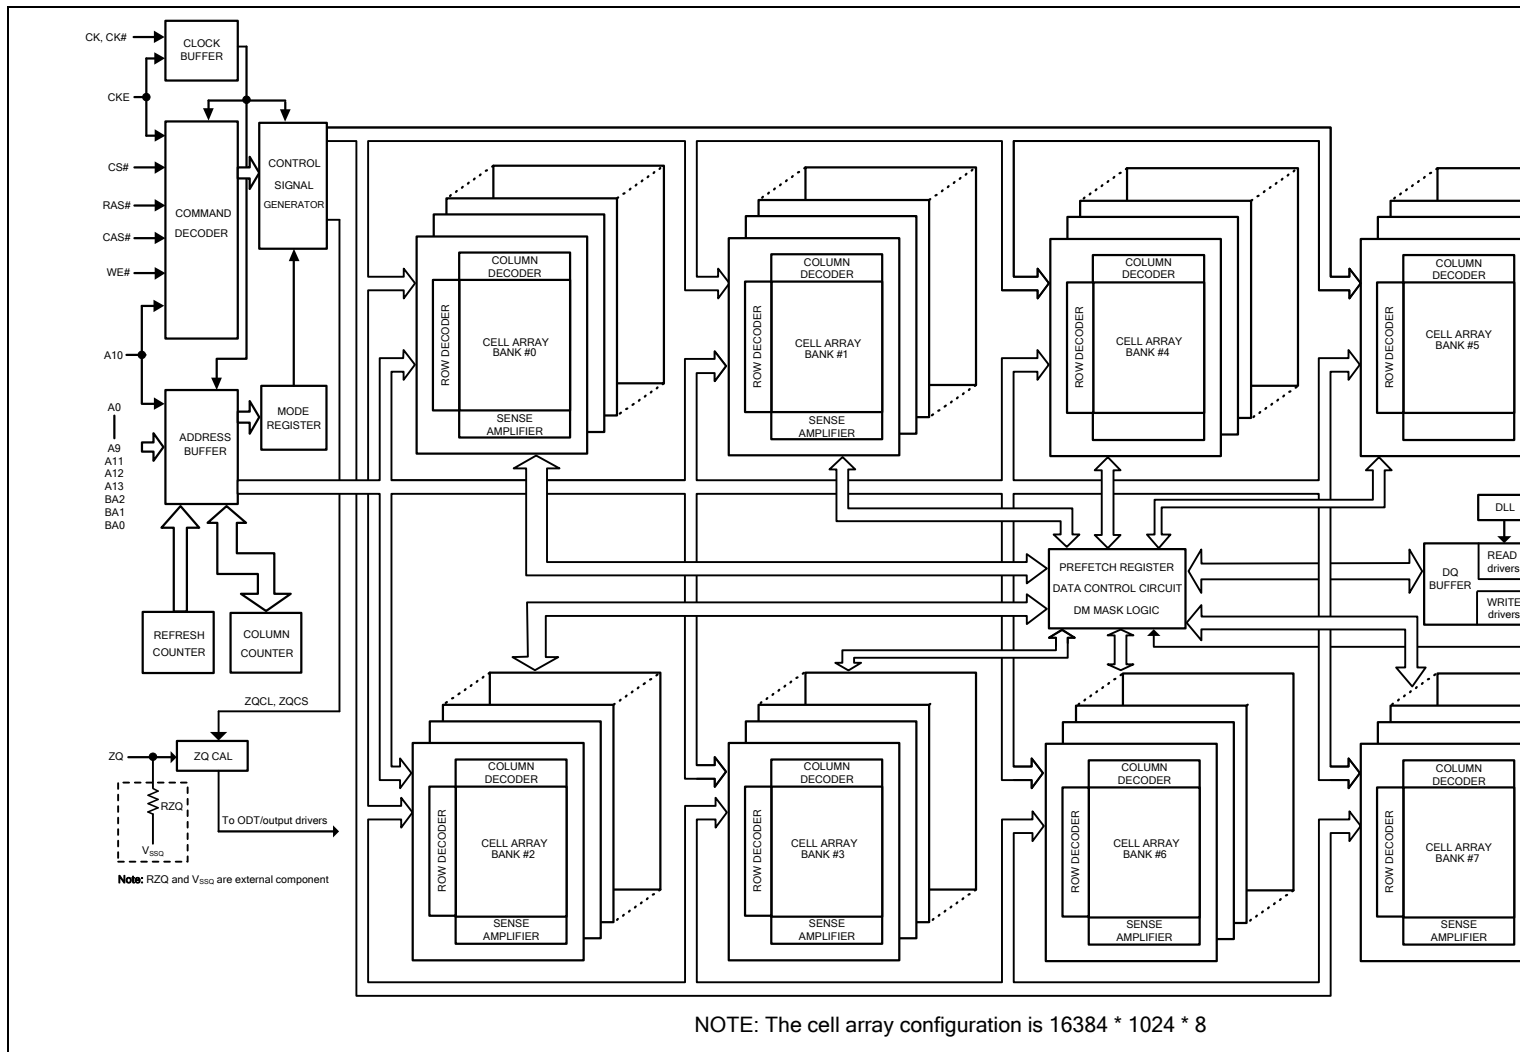 CK, CK#
CLOCK
BUFFER
CKE
CS#
RAS#
CAS#
WE#
A10
COMMAND
DECODER
CONTROL
SIGNAL
GENERATOR
A0
A9
A11
A12
A13
BA2
BA1
BA0
ADDRESS
BUFFER
MODE
REGISTER
REFRESH
COUNTER
COLUMN
COUNTER
COLUMN
DECODER
ROW DECODER
CELL ARRAY
BANK #0
SENSE
AMPLIFIER
COLUMN
DECODER
ROW DECODER
CELL ARRAY
BANK #1
SENSE
AMPLIFIER
COLUMN
DECODER
ROW DECODER
CELL ARRAY
BANK #4
COLUMN
DECODER
ROW DECODER
CELL ARRAY
BANK #5
DLL
PREFETCH REGISTER
DATA CONTROL CIRCUIT
DM MASK LOGIC
DQ
BUFFER
READ
drivers
WRITE
drivers
ZQCL, ZQCS
ZQ
ZQ CAL
RZQ
VSSQ
To ODT/output drivers
Note: RZQ and VSSQ are external component
COLUMN
DECODER
ROW DECODER
CELL ARRAY
BANK #2
SENSE
AMPLIFIER
COLUMN
DECODER
ROW DECODER
CELL ARRAY
BANK #3
SENSE
AMPLIFIER
COLUMN
DECODER
ROW DECODER
CELL ARRAY
BANK #6
SENSE
AMPLIFIER
COLUMN
DECODER
ROW DECODER
CELL ARRAY
BANK #7
SENSE
AMPLIFIER
NOTE: The cell array configuration is 16384 * 1024 * 8